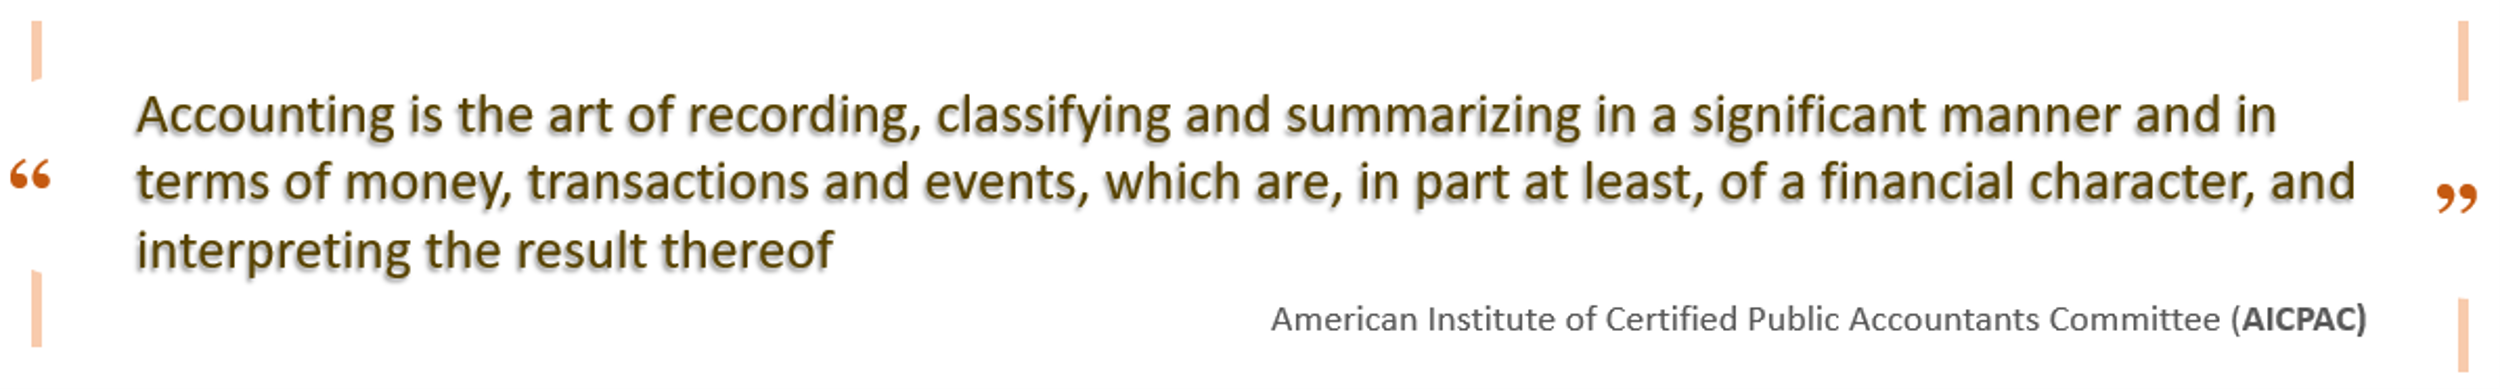 “
Accounting is the art of recording, classifying and summarizing in a significant manner and in
terms of money, transactions and events, which are, in part at least, of a financial character, and
interpreting the result thereof
”
American Institute of Certified Public Accountants Committee (AICPAC)